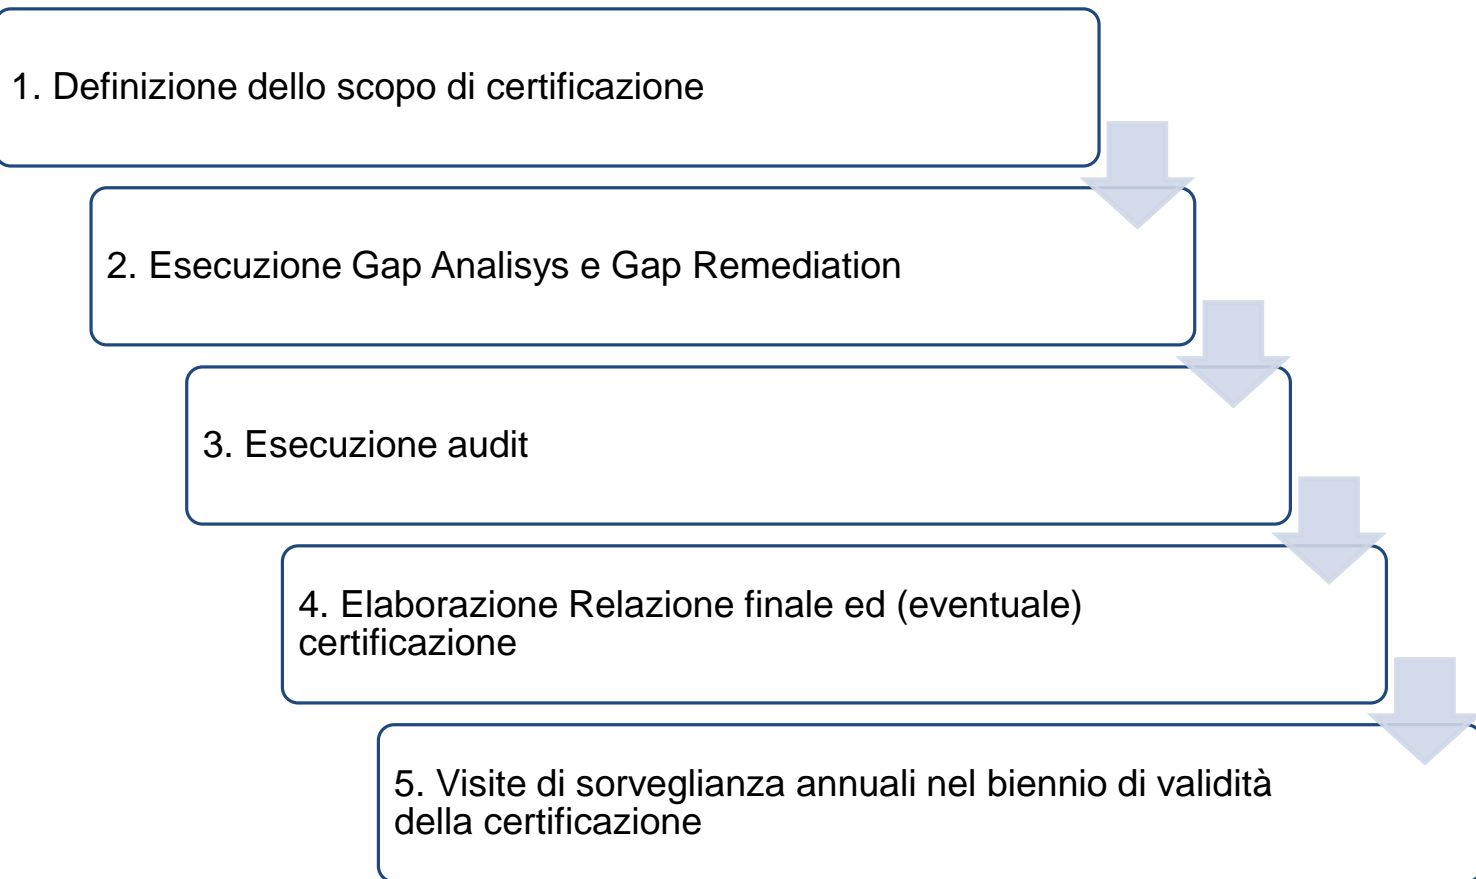 1. Definizione dello scopo di certificazione
2. Esecuzione Gap Analisys e Gap Remediation
3. Esecuzione audit
4. Elaborazione Relazione finale ed (eventuale)
certificazione
5. Visite di sorveglianza annuali nel biennio di validità
della certificazione